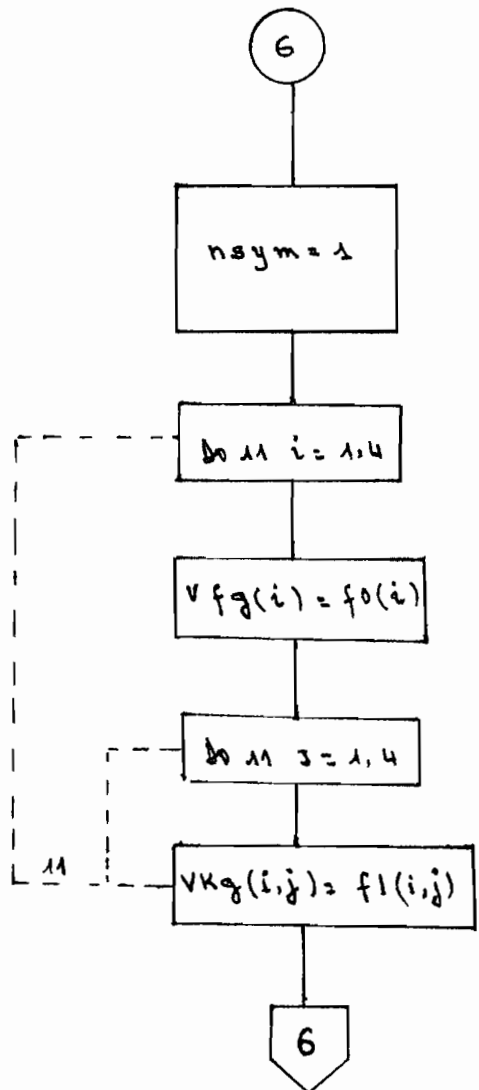 6
nsym = 1
Do 11 i = 1,4
vfg(i) = f0(i)
Do 11 J = 1,4
11
VKg(i,j) = f1(i,j)
6